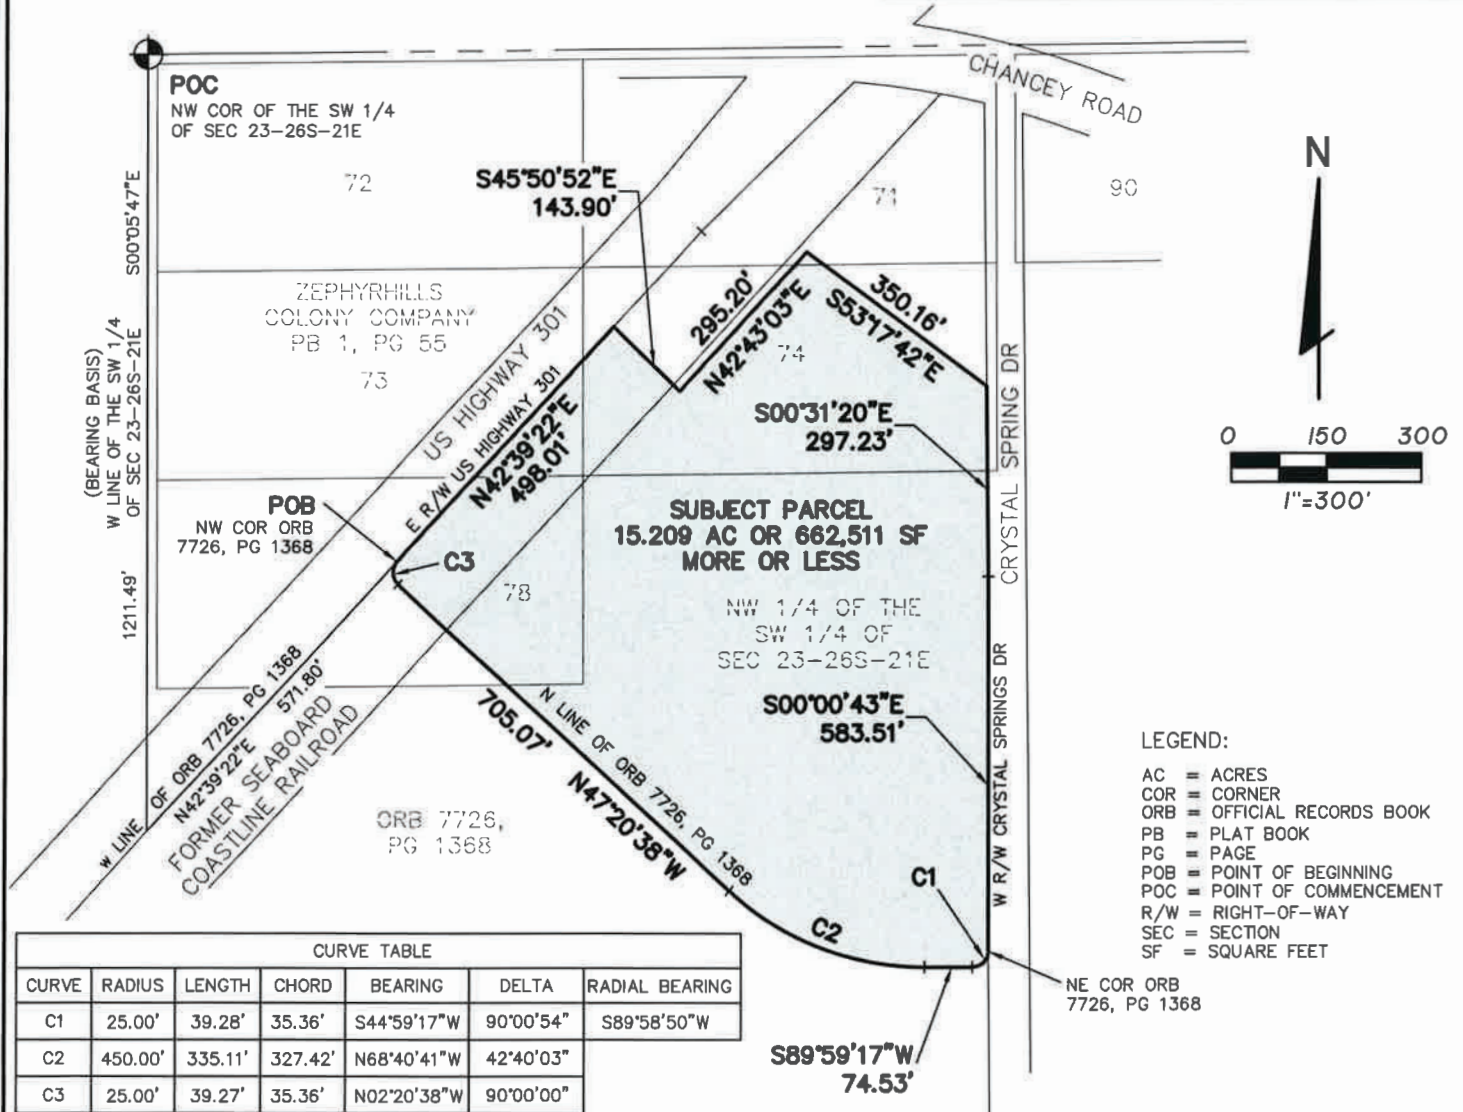 CHANCEY ROAD
POC
NW COR OF THE SW 1/4
OF SEC 23-26S-21E
72
S45°50'52"E
143.90'
71
90
N
S00°05'47"E
(BEARING BASIS)
W LINE OF THE SW 1/4
OF SEC 23-26S-21E
1211.49'
ZEPHYRHILLS
COLONY COMPANY
PB 1, PG 55
73
US HIGHWAY 301
E R/W US HIGHWAY 301
N42°39'22"E
498.01'
295.20'
N42°43'03"E
74
350.16'
S53°17'42"E
S00°31'20"E
297.23'
CRYSTAL SPRING DR
0 150 300
1"=300'
POB
NW COR ORB
7726, PG 1368
C3
78
SUBJECT PARCEL
15.209 AC OR 662,511 SF
MORE OR LESS
NW 1/4 OF THE
SW 1/4 OF
SEC 23-26S-21E
S00°00'43"E
583.51'
W R/W CRYSTAL SPRINGS DR
W LINE OF ORB 7726, PG 1368
N42°39'22"E 571.80'
FORMER SEABOARD
COASTLINE RAILROAD
N LINE OF ORB 7726, PG 1368
705.07'
N47°20'38"W
ORB 7726,
PG 1368
C1
C2
NE COR ORB
7726, PG 1368
S89°59'17"W
74.53'
LEGEND:
AC = ACRES
COR = CORNER
ORB = OFFICIAL RECORDS BOOK
PB = PLAT BOOK
PG = PAGE
POB = POINT OF BEGINNING
POC = POINT OF COMMENCEMENT
R/W = RIGHT-OF-WAY
SEC = SECTION
SF = SQUARE FEET
CURVE TABLE
CURVE RADIUS LENGTH CHORD BEARING DELTA RADIAL BEARING
C1 25.00' 39.28' 35.36' S44°59'17"W 90°00'54" S89°58'50"W
C2 450.00' 335.11' 327.42' N68°40'41"W 42°40'03"
C3 25.00' 39.27' 35.36' N02°20'38"W 90°00'00"